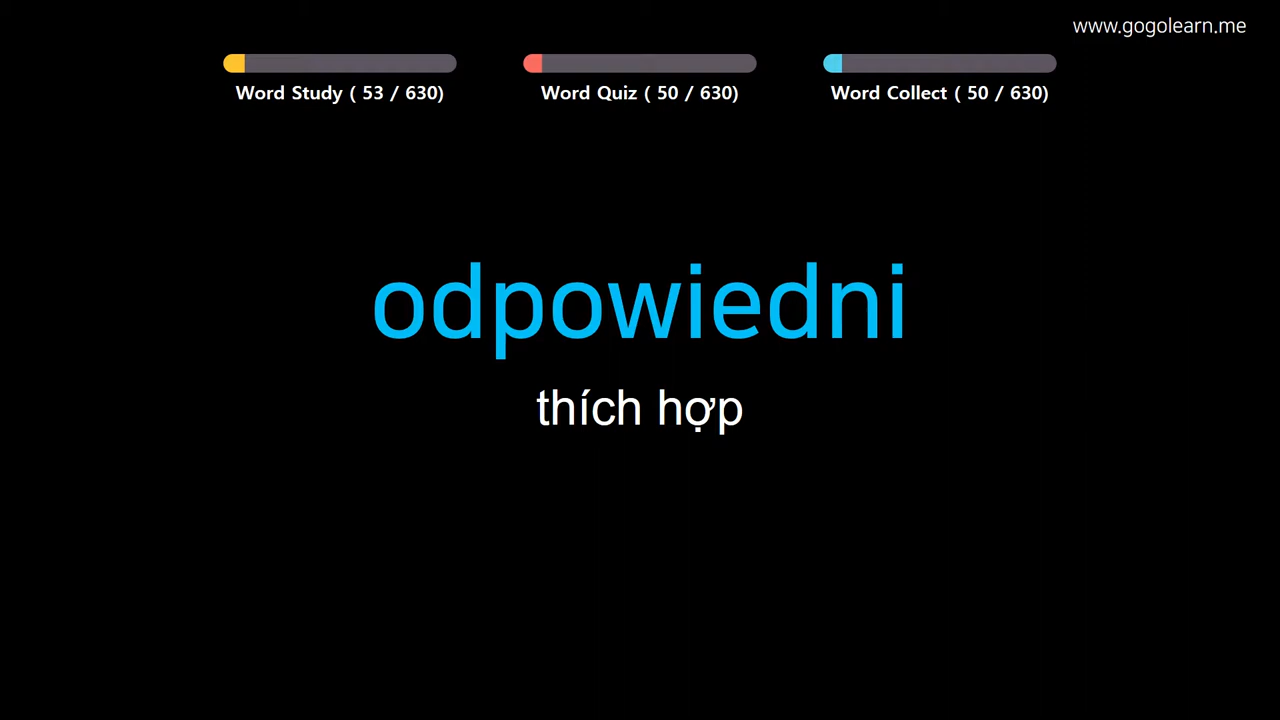 www.gogolearn.me
Word Study ( 53 / 630)
Word Quiz ( 50 / 630)
Word Collect ( 50 / 630)
odpowiedni
thích hợp